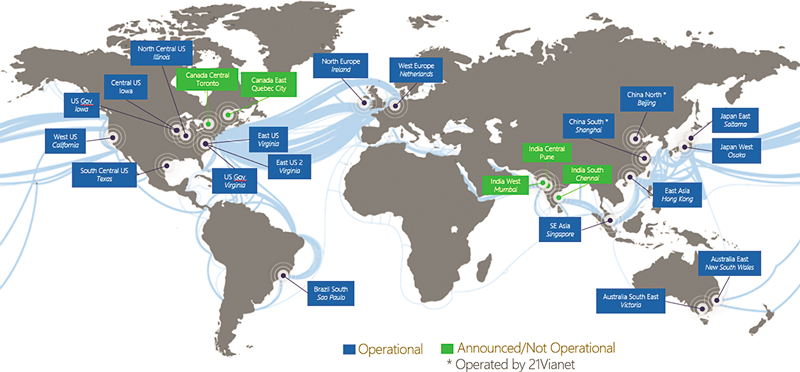 North Central US
Illinois
Canada Central
Toronto
Canada East
Quebec City
Central US
Iowa
US Gov
Iowa
West US
California
South Central US
Texas
East US
Virginia
East US 2
Virginia
US Gov
Virginia
North Europe
Ireland
West Europe
Netherlands
China North *
Beijing
China South *
Shanghai
Japan East
Saitama
Japan West
Osaka
India Central
Pune
India South
Chennai
India West
Mumbai
East Asia
Hong Kong
SE Asia
Singapore
Australia East
New South Wales
Australia South East
Victoria
Brazil South
Sao Paulo
Operational
Announced/Not Operational
* Operated by 21Vianet